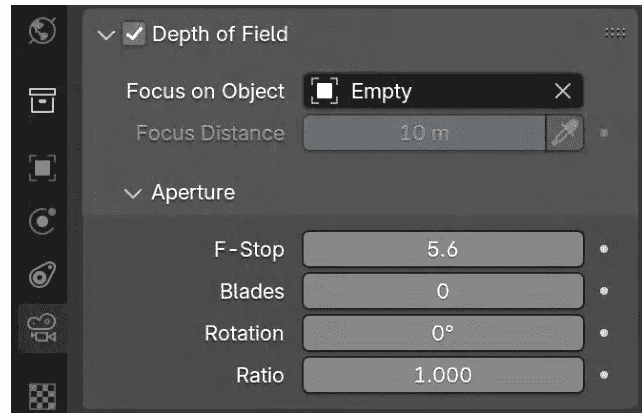 Depth of Field
Focus on Object Empty
Focus Distance 10 m
Aperture
F-Stop 5.6
Blades 0
Rotation 0°
Ratio 1.000